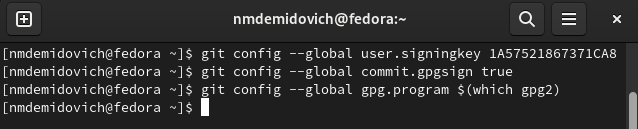 nmdemidovich@fedora:~
[nmdemidovich@fedora ~]$ git config --global user.signingkey 1A57521867371CA8
[nmdemidovich@fedora ~]$ git config --global commit.gpgsign true
[nmdemidovich@fedora ~]$ git config --global gpg.program $(which gpg2)
[nmdemidovich@fedora ~]$